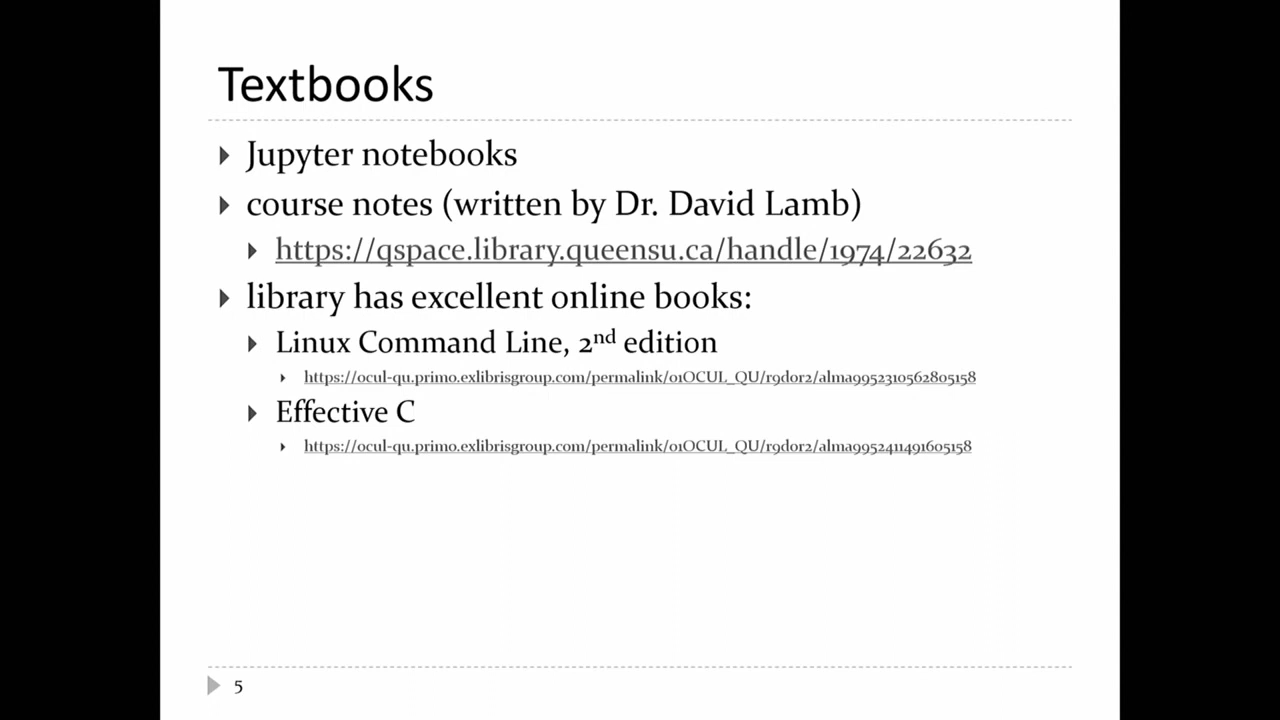 Textbooks
Jupyter notebooks
course notes (written by Dr. David Lamb)
https://qspace.library.queensu.ca/handle/1974/22632
library has excellent online books:
Linux Command Line, 2nd edition
https://ocul-qu.primo.exlibrisgroup.com/permalink/01OCUL_QU/r9dor2/alma9952310562805158
Effective C
https://ocul-qu.primo.exlibrisgroup.com/permalink/01OCUL_QU/r9dor2/alma9952411491605158
5